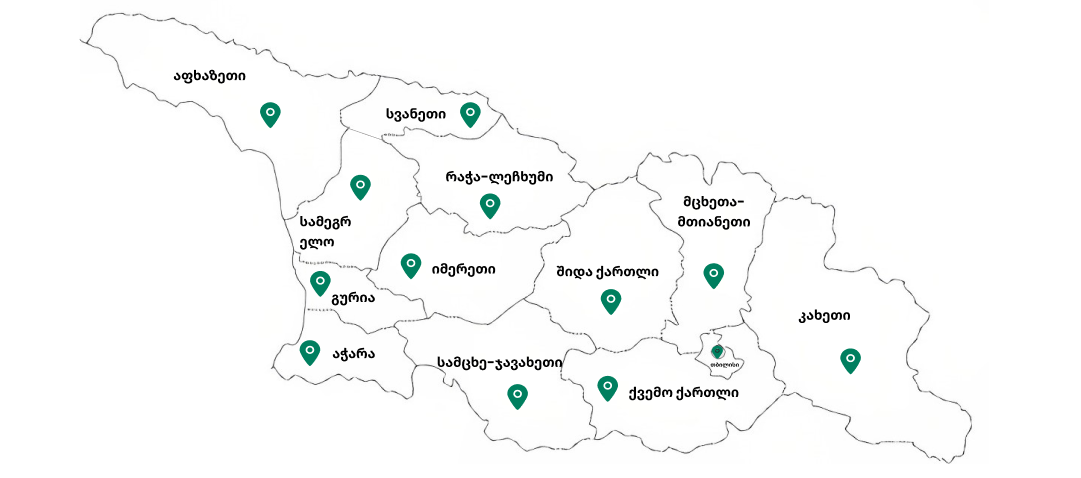 აფხაზეთი
სვანეთი
რაჭა-ლეჩხუმი
მცხეთა-
მთიანეთი
სამეგრ
ელო
იმერეთი
შიდა ქართლი
გურია
კახეთი
აჭარა
სამცხე-ჯავახეთი
თბილისი
ქვემო ქართლი